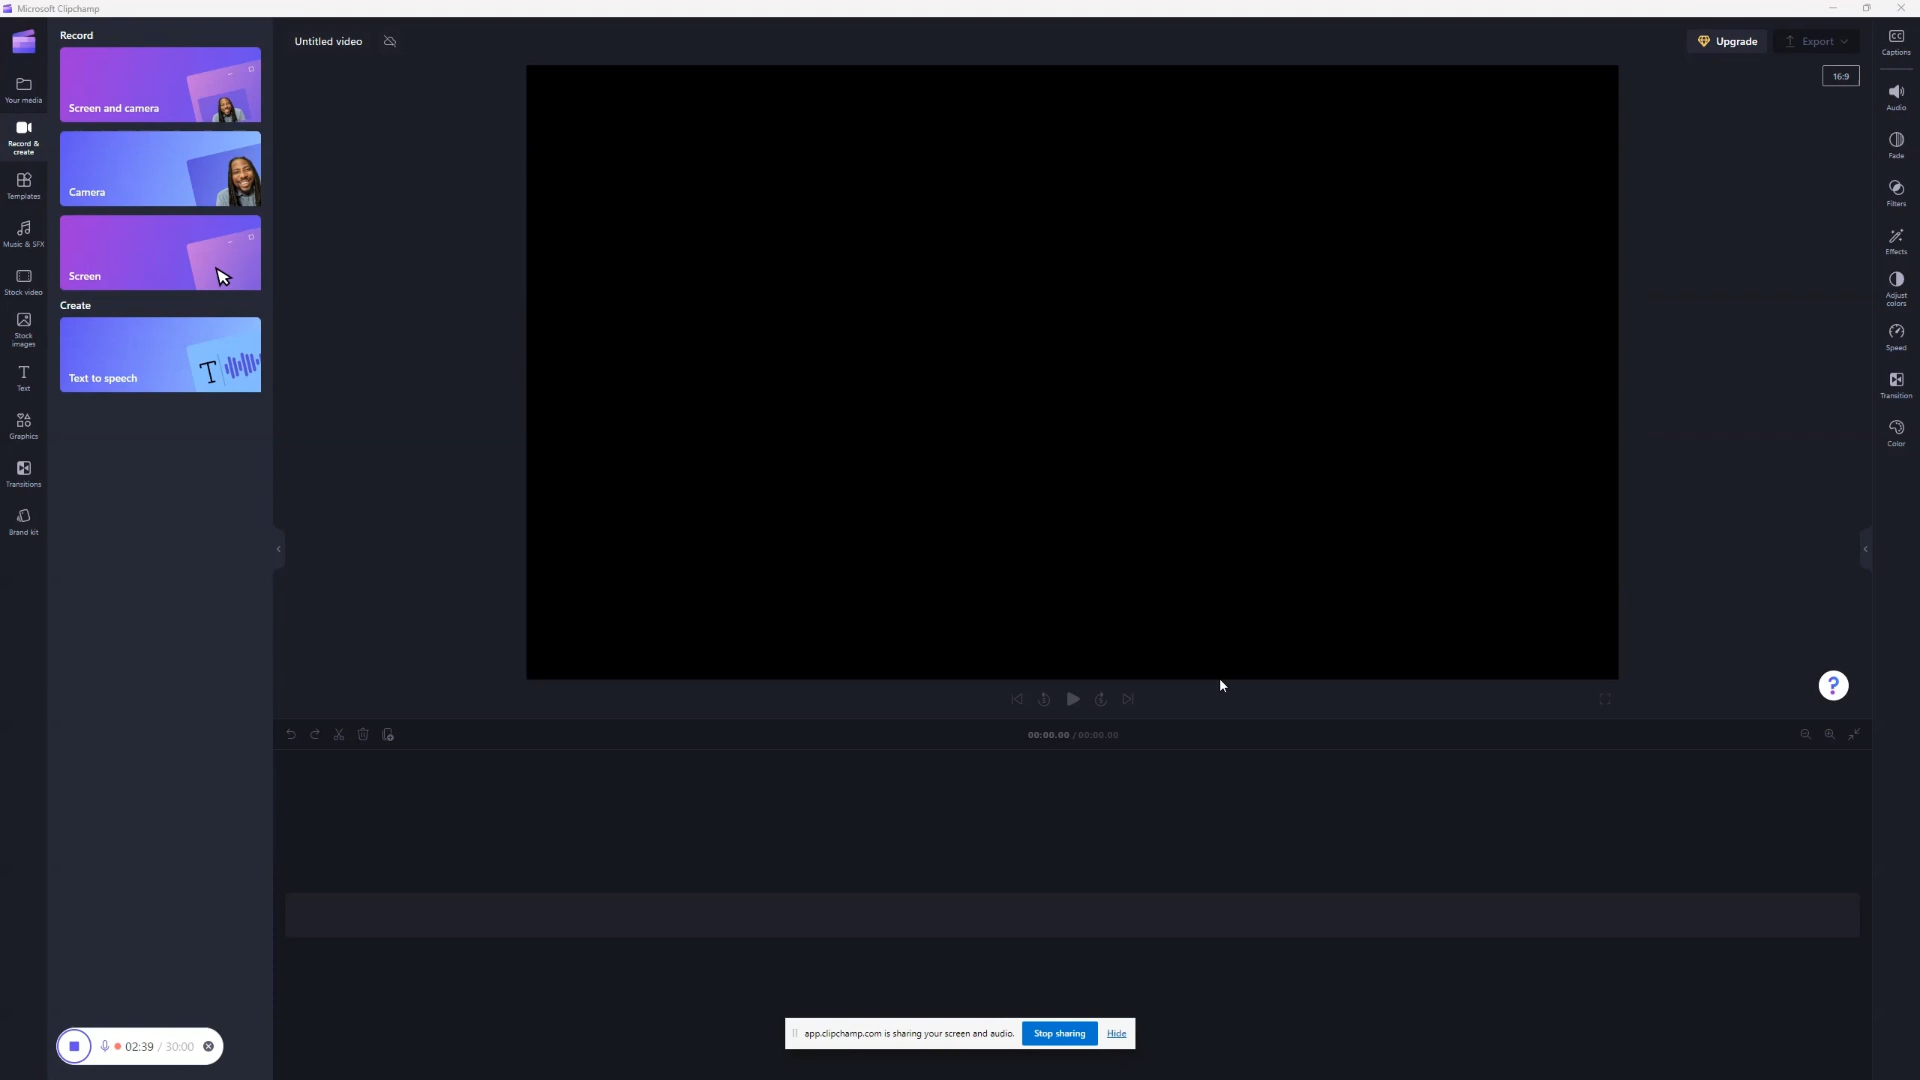 Microsoft Clipchamp
Record
Untitled video
Upgrade
Export
Captions
Your media
Screen and camera
16:9
Audio
Record &
create
Camera
Fade
Templates
Filters
Music & SFX
Effects
Screen
Stock video
Adjust
colors
Create
Stock
images
Speed
Text to speech
T
Text
Transition
Graphics
Color
Transitions
Brand kit
?
00:00.00 / 00:00.00
app.clipchamp.com is sharing your screen and audio.
Stop sharing
Hide
02:39 / 30:00